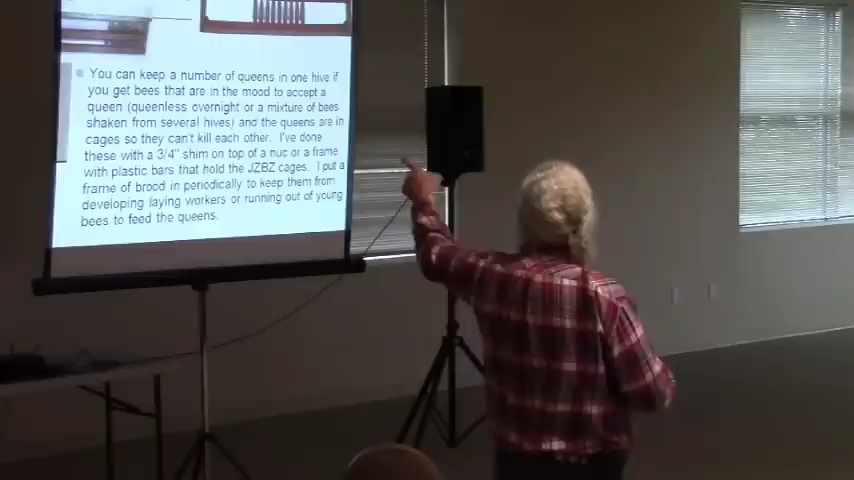 You can keep a number of queens in one hive if
you get bees that are in the mood to accept a
queen (queenless overnight or a mixture of bees
shaken from several hives) and the queens are in
cages so they can't kill each other. I've done
these with a 3/4" shim on top of a nuc or a frame
with plastic bars that hold the JZBZ cages. I put a
frame of brood in periodically to keep them from
developing laying workers or running out of young
bees to feed the queens.